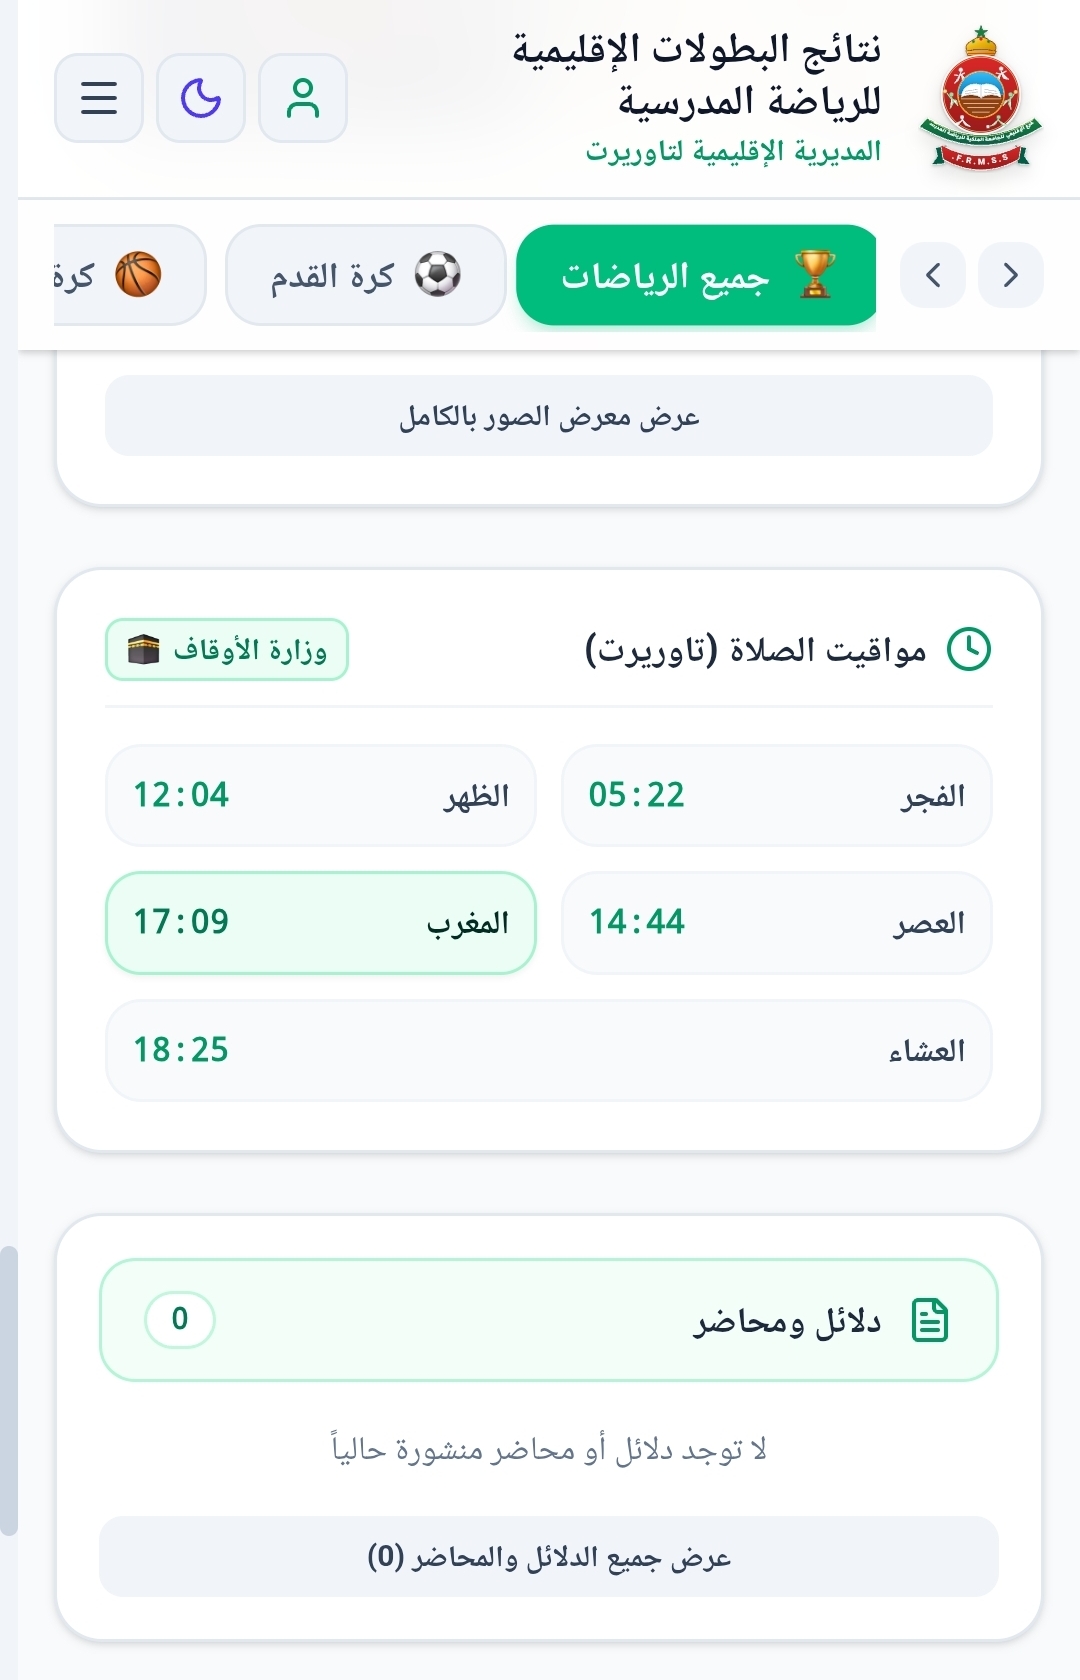 نتائج البطولات الإقليمية
للرياضة المدرسية
المديرية الإقليمية لتاوريرت
F.R.M.S.S.
جميع الرياضات
كرة القدم
كرة
عرض معرض الصور بالكامل
مواقيت الصلاة (تاوريرت)
وزارة الأوقاف
الفجر 05:22
الظهر 12:04
العصر 14:44
المغرب 17:09
العشاء 18:25
دلائل ومحاضر
0
لا توجد دلائل أو محاضر منشورة حالياً
عرض جميع الدلائل والمحاضر (0)